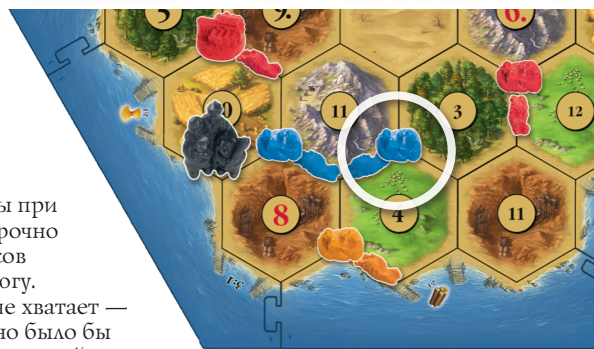 5
9.
6.
11
3
12
8
4
11
3:1
ы при
рочно
сов
огу.
не хватает —
но было бы